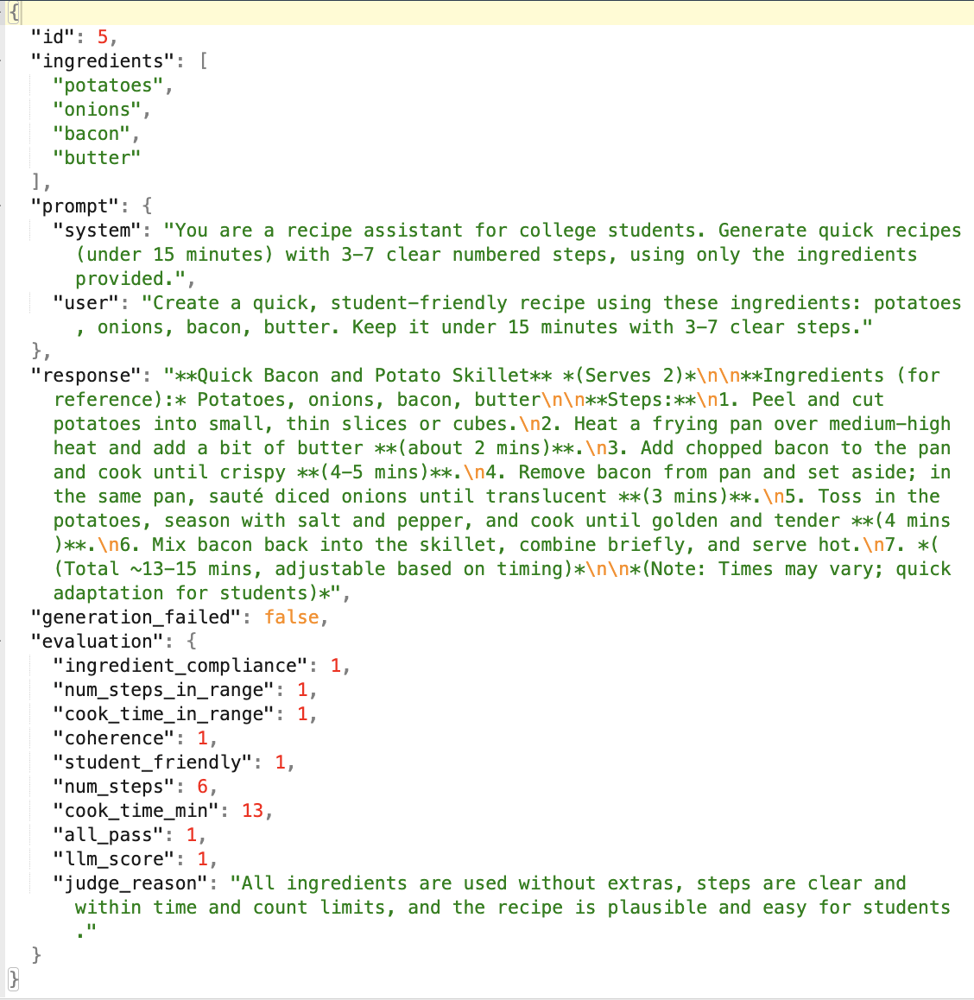 {
"id": 5,
"ingredients": [
"potatoes",
"onions",
"bacon",
"butter"
],
"prompt": {
"system": "You are a recipe assistant for college students. Generate quick recipes
(under 15 minutes) with 3-7 clear numbered steps, using only the ingredients
provided.",
"user": "Create a quick, student-friendly recipe using these ingredients: potatoes
, onions, bacon, butter. Keep it under 15 minutes with 3-7 clear steps."
},
"response": "**Quick Bacon and Potato Skillet** *(Serves 2)*\n\n**Ingredients (for
reference):* Potatoes, onions, bacon, butter\n\n**Steps:**\n1. Peel and cut
potatoes into small, thin slices or cubes.\n2. Heat a frying pan over medium-high
heat and add a bit of butter **(about 2 mins)**.\n3. Add chopped bacon to the pan
and cook until crispy **(4-5 mins)**.\n4. Remove bacon from pan and set aside; in
the same pan, sauté diced onions until translucent **(3 mins)**.\n5. Toss in the
potatoes, season with salt and pepper, and cook until golden and tender **(4 mins
)**.\n6. Mix bacon back into the skillet, combine briefly, and serve hot.\n7. *(
(Total ~13-15 mins, adjustable based on timing)*\n\n*(Note: Times may vary; quick
adaptation for students)*",
"generation_failed": false,
"evaluation": {
"ingredient_compliance": 1,
"num_steps_in_range": 1,
"cook_time_in_range": 1,
"coherence": 1,
"student_friendly": 1,
"num_steps": 6,
"cook_time_min": 13,
"all_pass": 1,
"llm_score": 1,
"judge_reason": "All ingredients are used without extras, steps are clear and
within time and count limits, and the recipe is plausible and easy for students
."
}
}